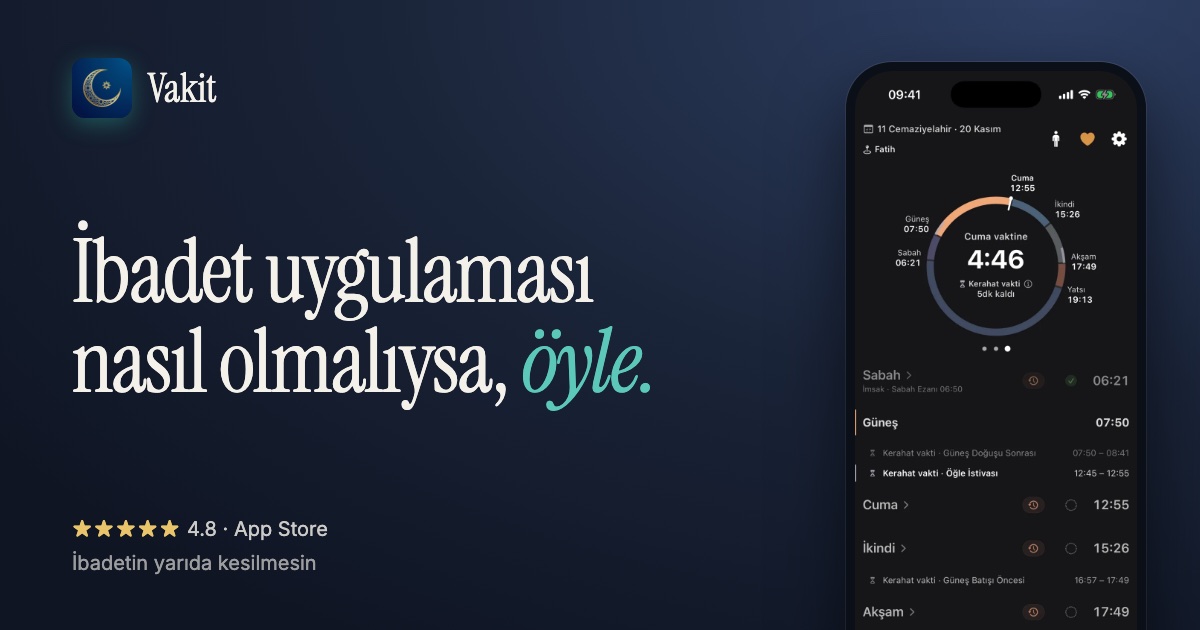 Vakit
İbadet uygulaması
nasıl olmalıysa, öyle.
4.8 · App Store
İbadetin yarıda kesilmesin
09:41
11 Cemaziyelahir · 20 Kasım
Fatih
Cuma
12:55
İkindi
15:26
Güneş
07:50
Sabah
06:21
Akşam
17:49
Yatsı
19:13
Cuma vaktine
4:46
Kerahat vakti
5dk kaldı
Sabah 06:21
İmsak · Sabah Ezanı 06:50
Güneş 07:50
Kerahat vakti · Güneş Doğuşu Sonrası 07:50 – 08:41
Kerahat vakti · Öğle İstivası 12:45 – 12:55
Cuma 12:55
İkindi 15:26
Kerahat vakti · Güneş Batışı Öncesi 16:57 – 17:49
Akşam 17:49